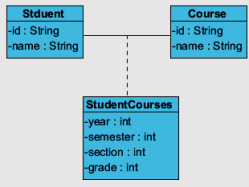 Stduent
-id : String
-name : String
Course
-id : String
-name : String
StudentCourses
-year : int
-semester : int
-section : int
-grade : int